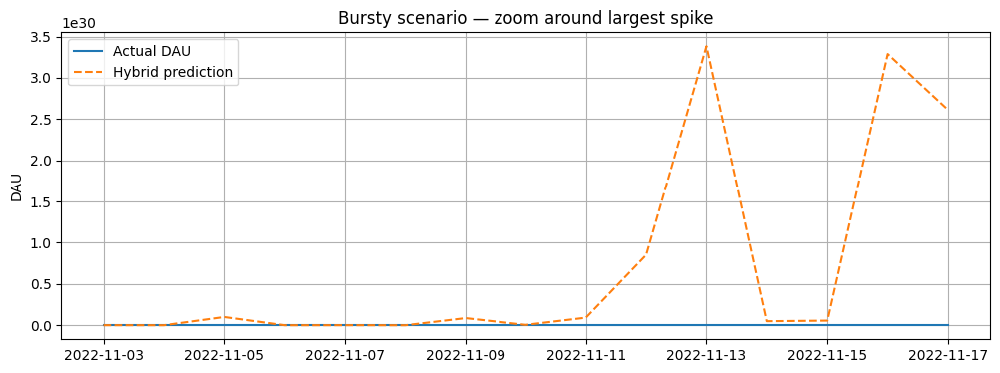 Bursty scenario — zoom around largest spike
1e30
Actual DAU
Hybrid prediction
DAU
3.5
3.0
2.5
2.0
1.5
1.0
0.5
0.0
2022-11-03 2022-11-05 2022-11-07 2022-11-09 2022-11-11 2022-11-13 2022-11-15 2022-11-17